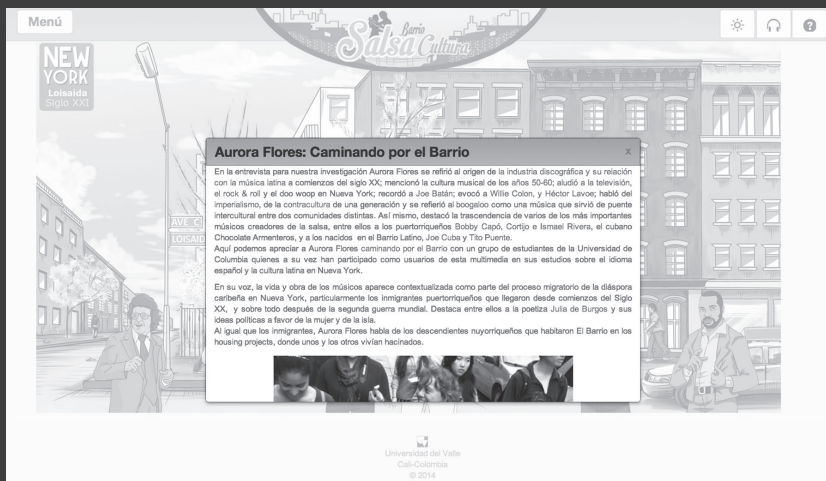 Menú
Barrio
Salsa Cultura
NEW
YORK
Loisaida
Siglo XXI
AVE C
LOISAID
Aurora Flores: Caminando por el Barrio
x
En la entrevista para nuestra investigación Aurora Flores se refirió al origen de la industria discográfica y su relación
con la música latina a comienzos del siglo XX; mencionó la cultura musical de los años 50-60; aludió a la televisión,
el rock & roll y el doo woop en Nueva York; recordó a Joe Batán; evocó a Willie Colon, y Héctor Lavoe; habló del
imperialismo, de la contracultura de una generación y se refierió al boogaloo como una música que sirvió de puente
intercultural entre dos comunidades distintas. Así mismo, destacó la trascendencia de varios de los más importantes
músicos creadores de la salsa, entre ellos a los puertorriqueños Bobby Capó, Cortijo e Ismael Rivera, el cubano
Chocolate Armenteros, y a los nacidos en el Barrio Latino, Joe Cuba y Tito Puente.
Aquí podemos apreciar a Aurora Flores caminando por el Barrio con un grupo de estudiantes de la Universidad de
Columbia quienes a su vez han participado como usuarios de esta multimedia en sus estudios sobre el idioma
español y la cultura latina en Nueva York.
En su voz, la vida y obra de los músicos aparece contextualizada como parte del proceso migratorio de la diáspora
caribeña en Nueva York, particularmente los inmigrantes puertorriqueños que llegaron desde comienzos del Siglo
XX, y sobre todo después de la segunda guerra mundial. Destaca entre ellos a la poetiza Julia de Burgos y sus
ideas políticas a favor de la mujer y de la isla.
Al igual que los inmigrantes, Aurora Flores habla de los descendientes nuyorriqueños que habitaron El Barrio en los
housing projects, donde unos y los otros vivían hacinados.
Universidad del Valle
Cali-Colombia
© 2014